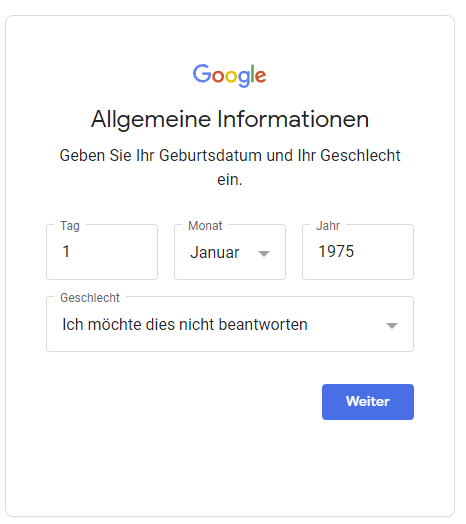 Google
Allgemeine Informationen
Geben Sie Ihr Geburtsdatum und Ihr Geschlecht
ein.
Tag Monat Jahr
1 Januar 1975
Geschlecht
Ich möchte dies nicht beantworten
Weiter